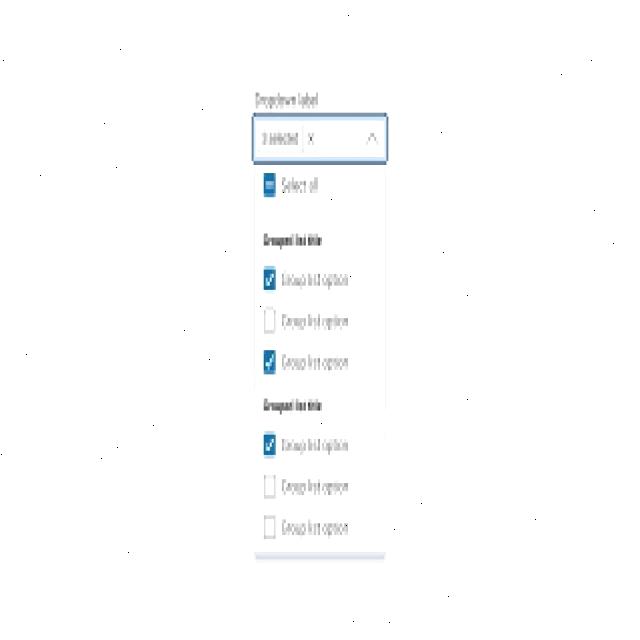 Dropdown label
3 selected X
Select all
Grouped list title
Group list option
Group list option
Group list option
Grouped list title
Group list option
Group list option
Group list option